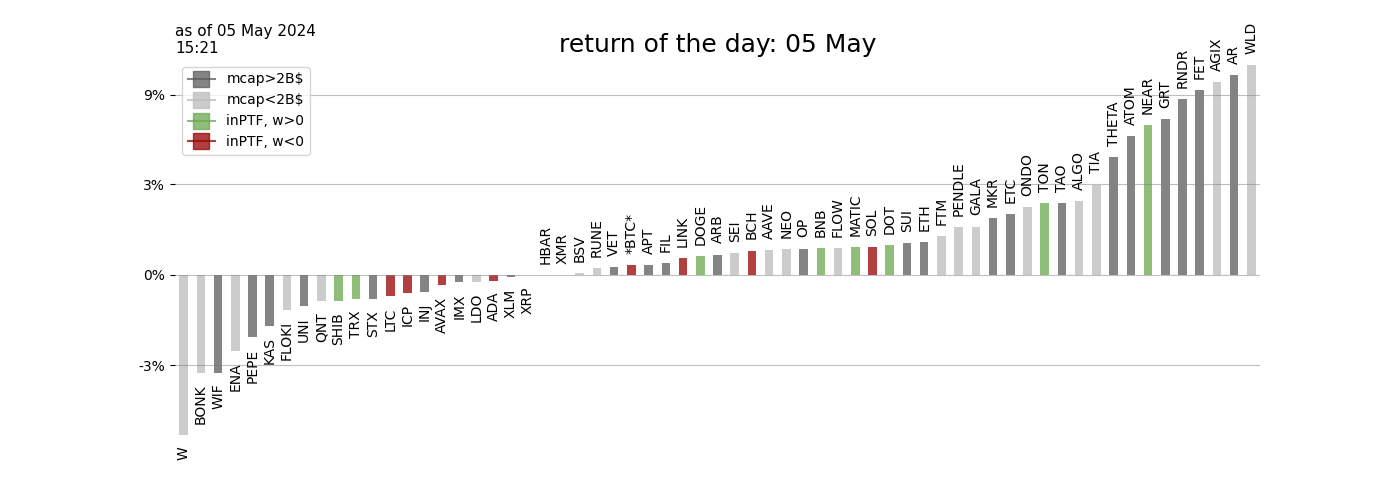 as of 05 May 2024
15:21
return of the day: 05 May
mcap>2B$
mcap<2B$
inPTF, w>0
inPTF, w<0
9%
3%
0%
-3%
W
BONK
WIF
ENA
PEPE
KAS
FLOKI
UNI
QNT
SHIB
TRX
STX
LTC
ICP
INJ
AVAX
IMX
LDO
ADA
XLM
XRP
HBAR
XMR
BSV
RUNE
VET
*BTC*
APT
FIL
LINK
DOGE
ARB
SEI
BCH
AAVE
NEO
OP
BNB
FLOW
MATIC
SOL
DOT
SUI
ETH
FTM
PENDLE
GALA
MKR
ETC
ONDO
TON
TAO
ALGO
TIA
THETA
ATOM
NEAR
GRT
RNDR
FET
AGIX
AR
WLD